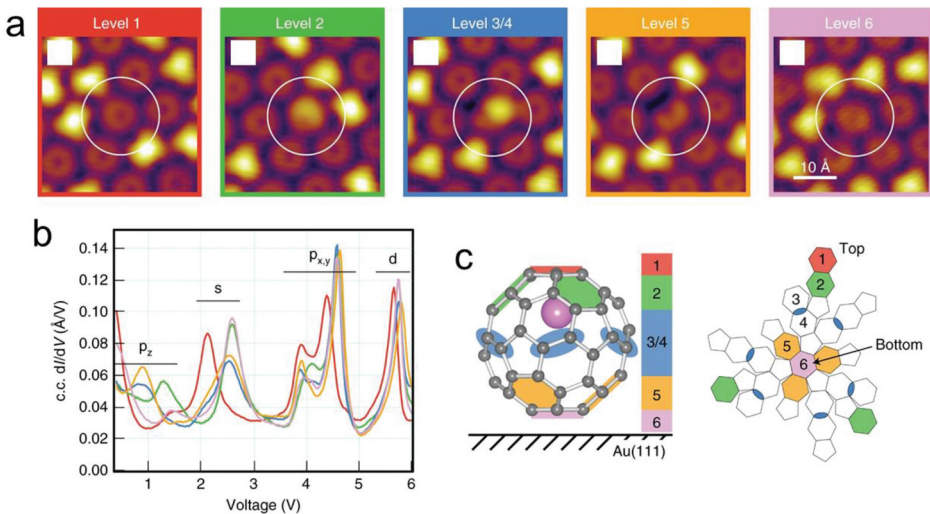 a
Level 1 Level 2 Level 3/4 Level 5 Level 6
10 Å
b
c.c. dI/dV (Å/V)
0.14
0.12
0.10
0.08
0.06
0.04
0.02
0.00
p_z
s
p_x,y
d
1 2 3 4 5 6
Voltage (V)
c
1
2
3/4
5
6
Au(111)
Top
1
2
3
4
5
6
Bottom